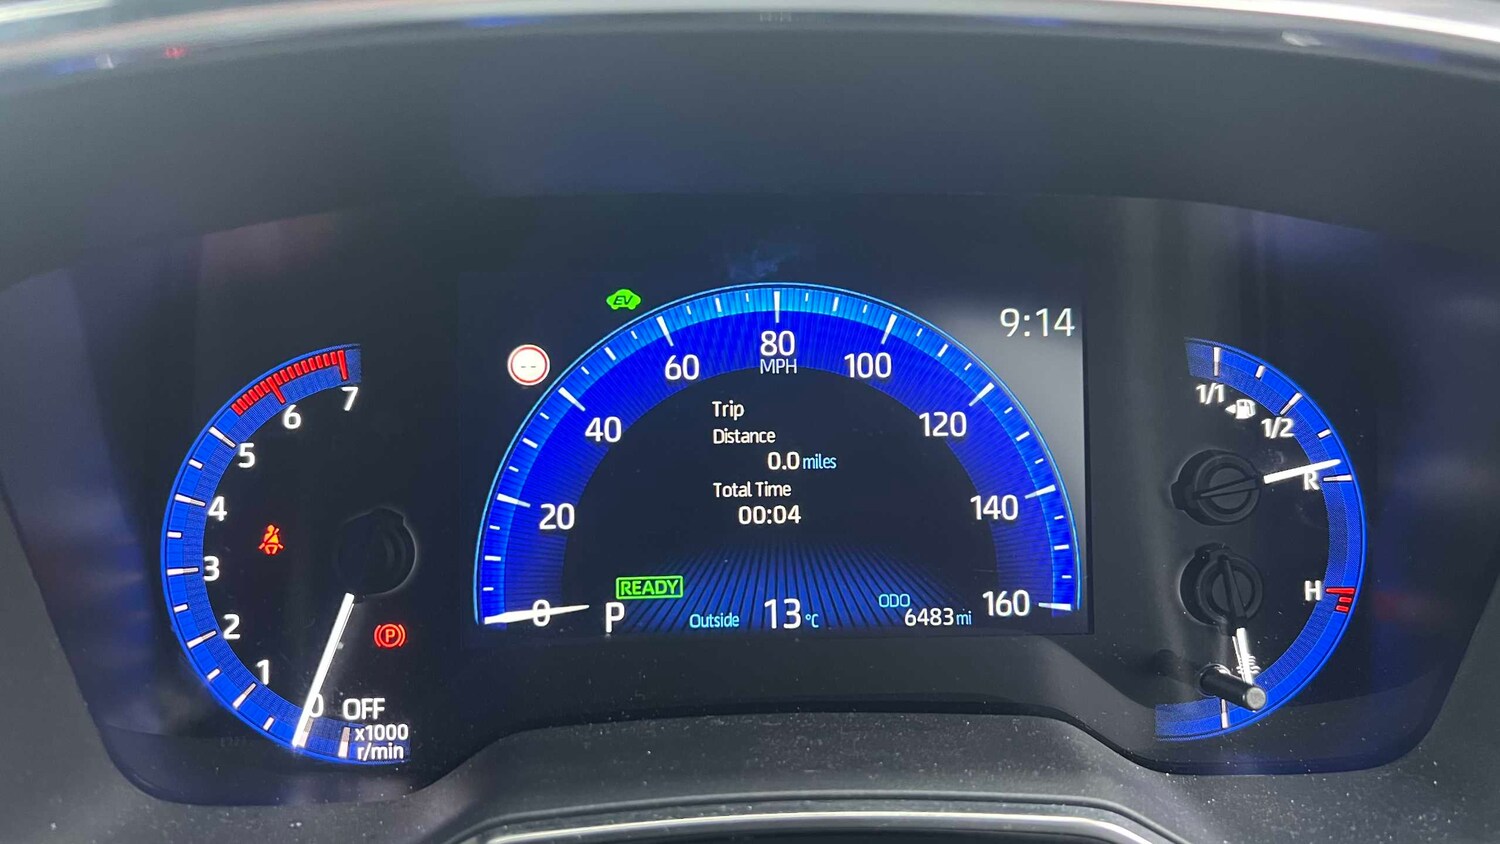 EV
--
9:14
0
20
40
60
80
MPH
100
120
140
160
Trip
Distance
0.0 miles
Total Time
00:04
READY
P
Outside 13°C
ODO
6483 mi
7
6
5
4
3
2
1
0
OFF
x1000
r/min
P
1/1
1/2
R
H